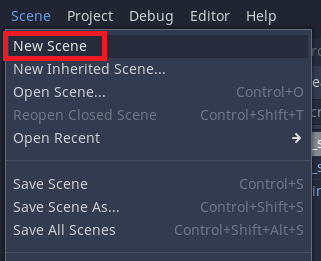 Scene Project Debug Editor Help
New Scene
New Inherited Scene...
Open Scene... Control+O
Reopen Closed Scene Control+Shift+T
Open Recent
Save Scene Control+S
Save Scene As... Control+Shift+S
Save All Scenes Control+Shift+Alt+S